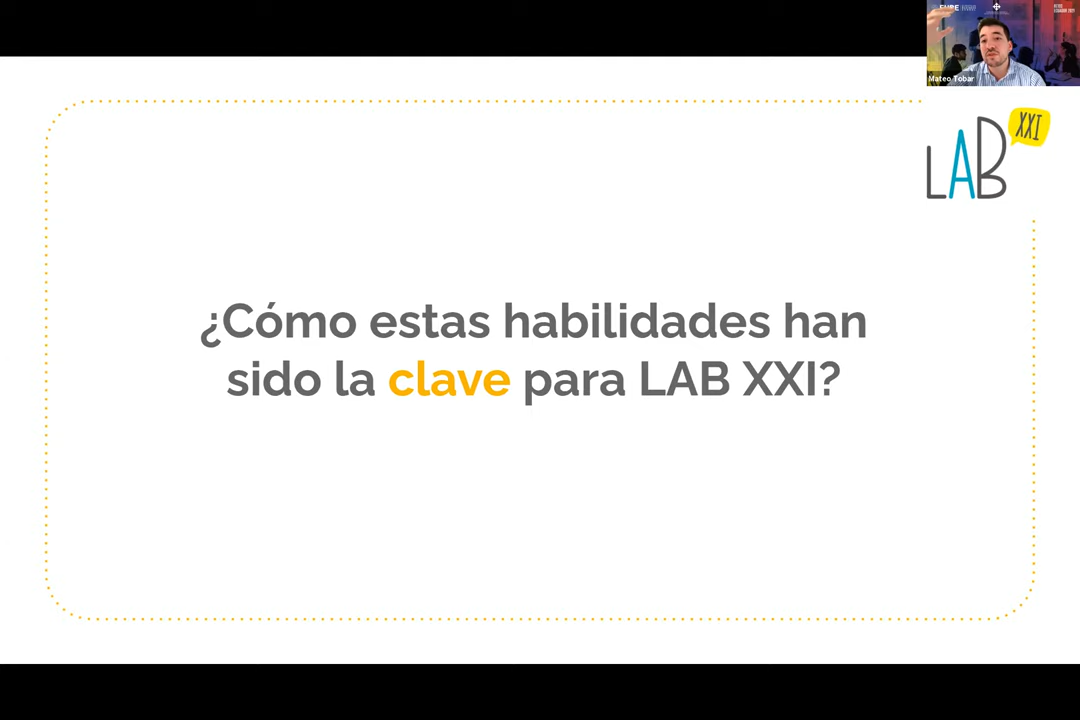 Mateo Tobar
LAB XXI
¿Cómo estas habilidades han
sido la clave para LAB XXI?